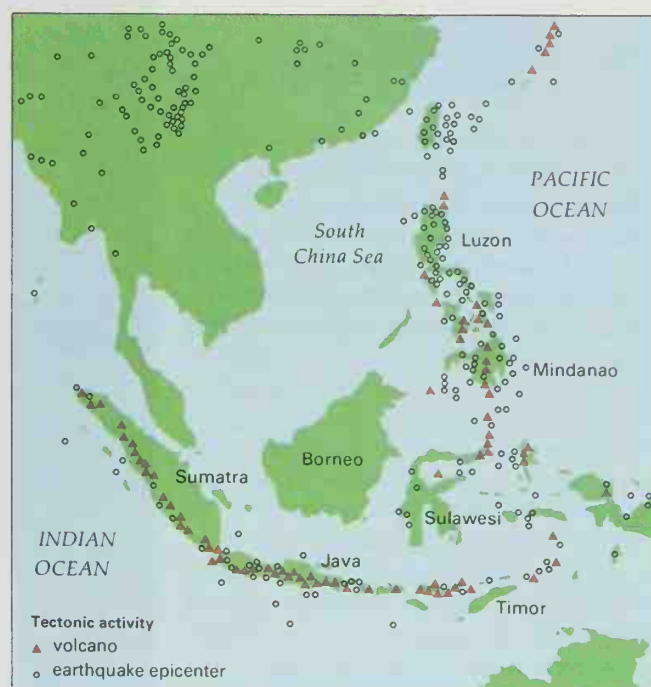 PACIFIC
OCEAN
South
China Sea
Luzon
Mindanao
Borneo
Sumatra
Sulawesi
INDIAN
OCEAN
Java
Timor
Tectonic activity
volcano
earthquake epicenter